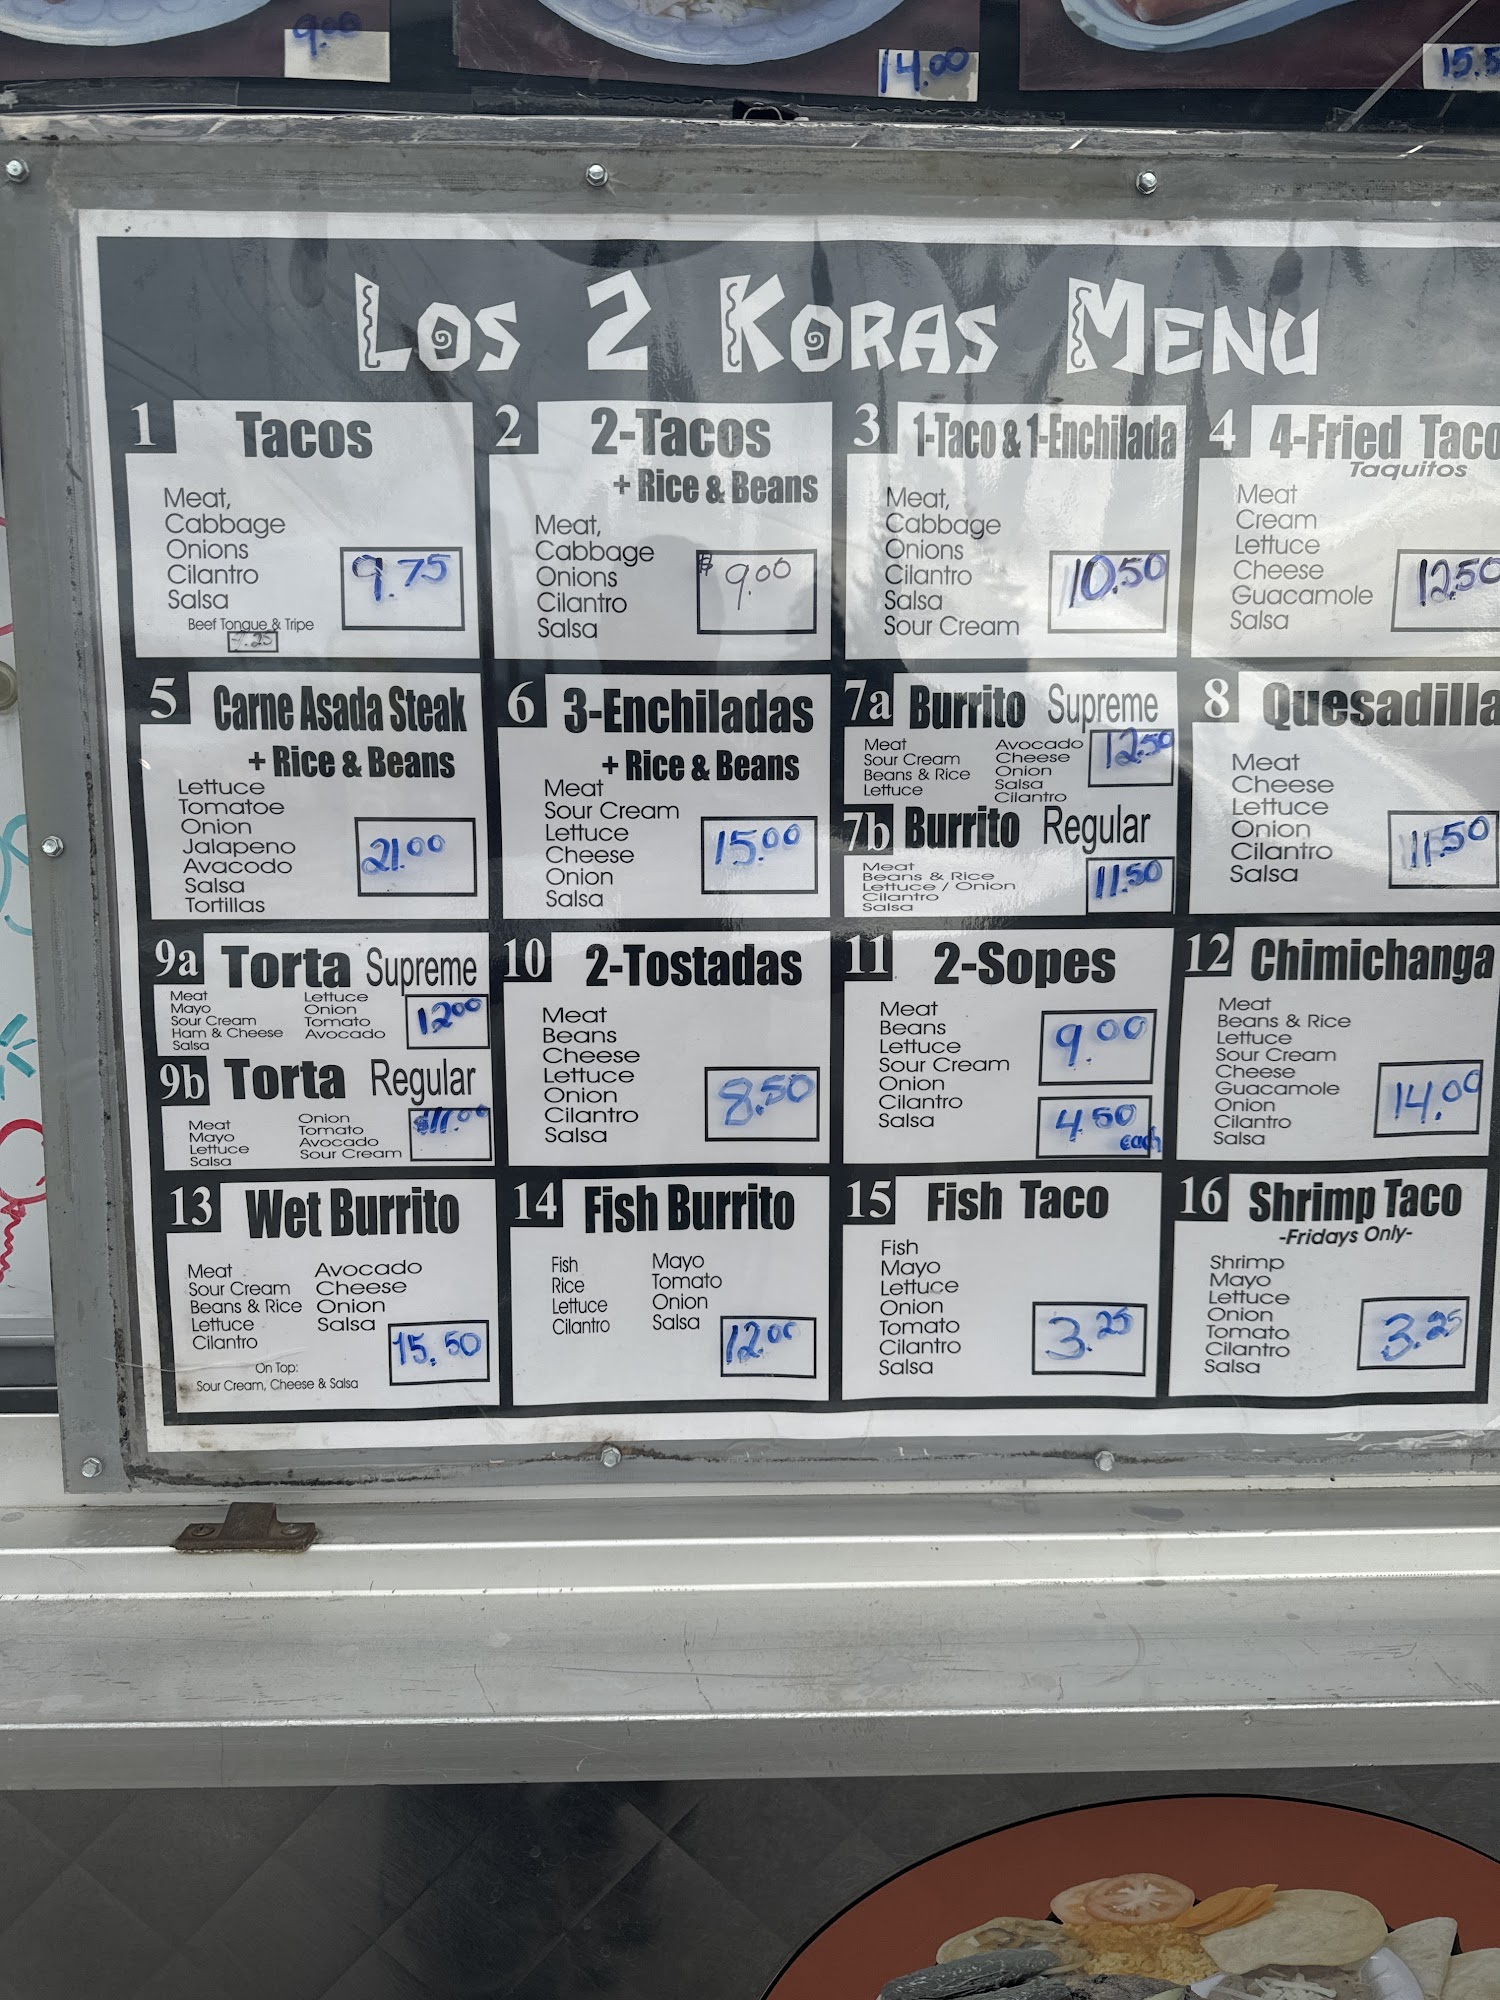 9.00
14.00
15.5
Los 2 Koras Menu
1 Tacos
Meat,
Cabbage
Onions
Cilantro
Salsa
Beef Tongue & Tripe
9.75
2 2-Tacos
+ Rice & Beans
Meat,
Cabbage
Onions
Cilantro
Salsa
$9.00
3 1-Taco & 1-Enchilada
Meat,
Cabbage
Onions
Cilantro
Salsa
Sour Cream
10.50
4 4-Fried Taco
Taquitos
Meat
Cream
Lettuce
Cheese
Guacamole
Salsa
12.50
5 Carne Asada Steak
+ Rice & Beans
Lettuce
Tomatoe
Onion
Jalapeno
Avacodo
Salsa
Tortillas
21.00
6 3-Enchiladas
+ Rice & Beans
Meat
Sour Cream
Lettuce
Cheese
Onion
Salsa
15.00
7a Burrito Supreme
Meat
Sour Cream
Beans & Rice
Lettuce
Avocado
Cheese
Onion
Salsa
Cilantro
12.50
7b Burrito Regular
Meat
Beans & Rice
Lettuce / Onion
Cilantro
Salsa
11.50
8 Quesadilla
Meat
Cheese
Lettuce
Onion
Cilantro
Salsa
11.50
9a Torta Supreme
Meat
Mayo
Sour Cream
Ham & Cheese
Salsa
Lettuce
Onion
Tomato
Avocado
12.00
9b Torta Regular
Meat
Mayo
Lettuce
Salsa
Onion
Tomato
Avocado
Sour Cream
$11.00
10 2-Tostadas
Meat
Beans
Cheese
Lettuce
Onion
Cilantro
Salsa
8.50
11 2-Sopes
Meat
Beans
Lettuce
Sour Cream
Onion
Cilantro
Salsa
9.00
4.50
each
12 Chimichanga
Meat
Beans & Rice
Lettuce
Sour Cream
Cheese
Guacamole
Onion
Cilantro
Salsa
14.00
13 Wet Burrito
Meat
Sour Cream
Beans & Rice
Lettuce
Cilantro
Avocado
Cheese
Onion
Salsa
On Top:
Sour Cream, Cheese & Salsa
15.50
14 Fish Burrito
Fish
Rice
Lettuce
Cilantro
Mayo
Tomato
Onion
Salsa
12.00
15 Fish Taco
Fish
Mayo
Lettuce
Onion
Tomato
Cilantro
Salsa
3.25
16 Shrimp Taco
-Fridays Only-
Shrimp
Mayo
Lettuce
Onion
Tomato
Cilantro
Salsa
3.25